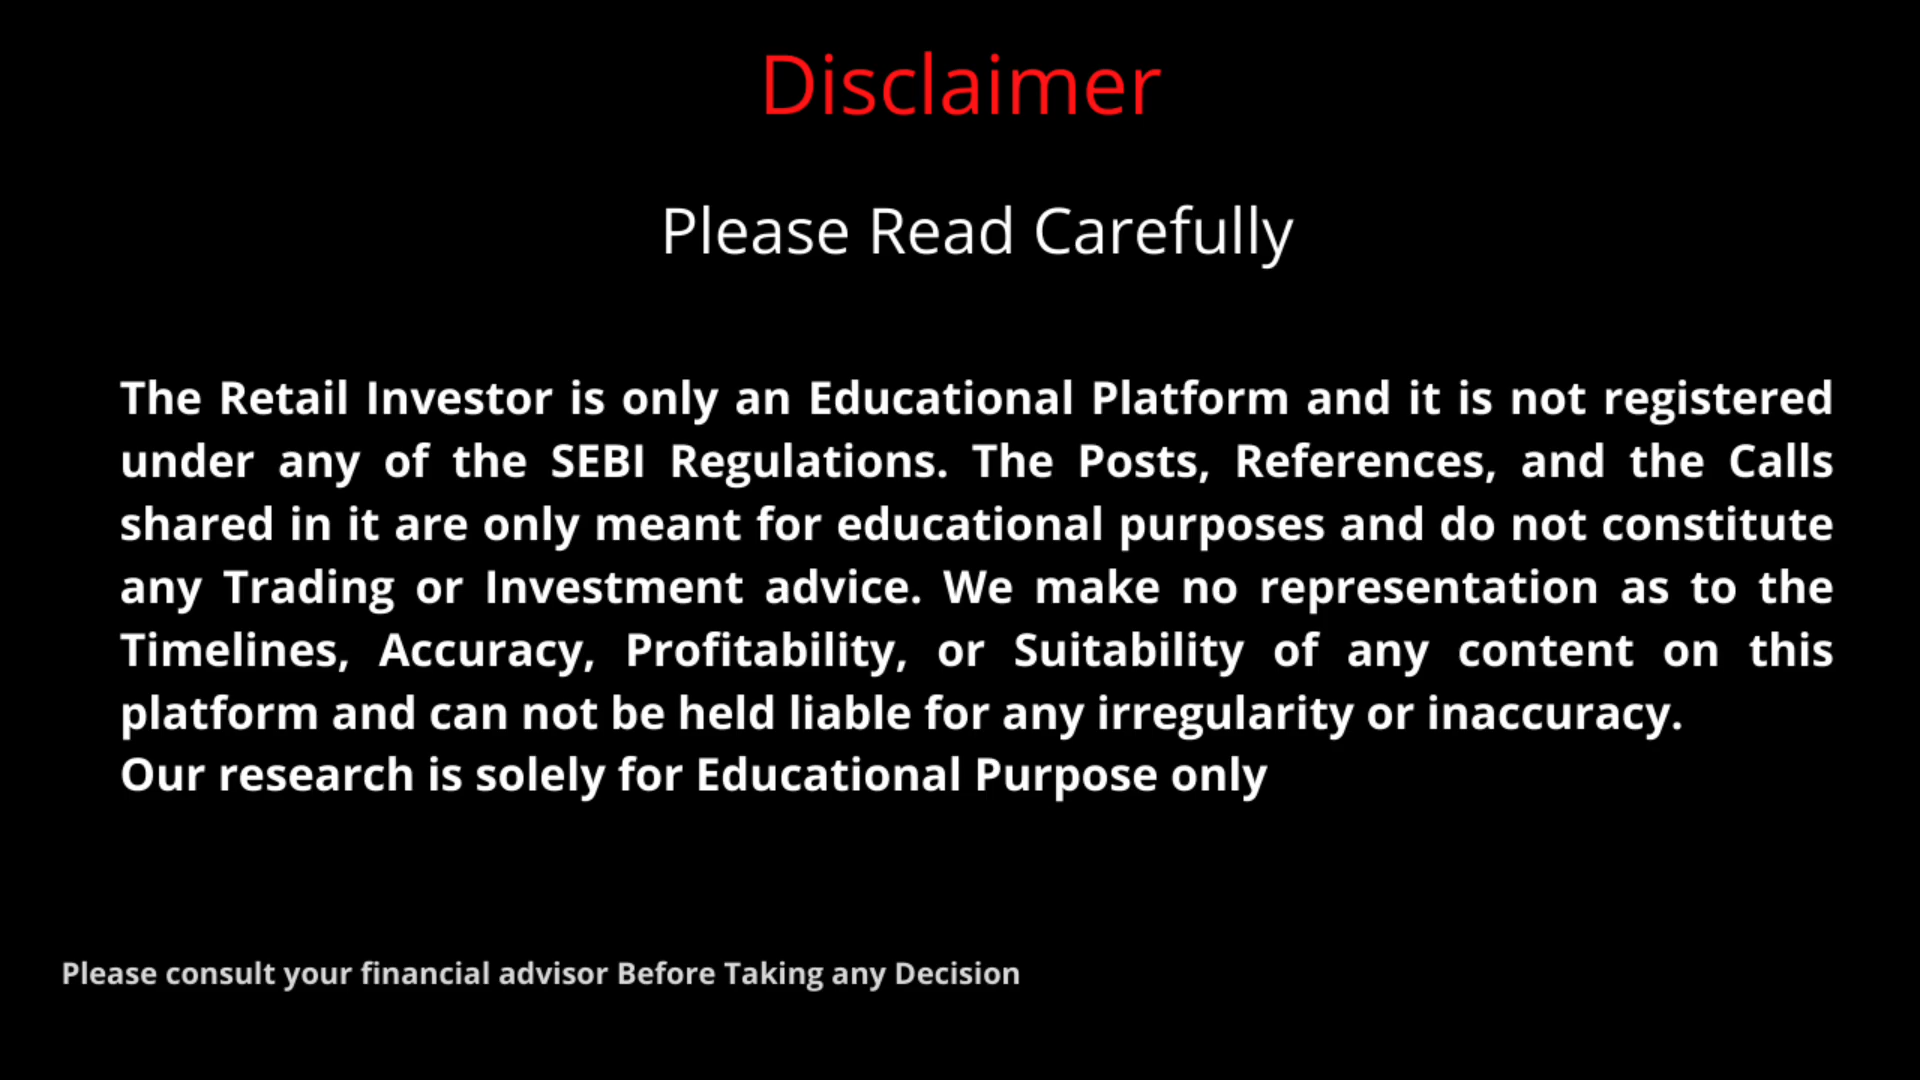 Disclaimer
Please Read Carefully
The Retail Investor is only an Educational Platform and it is not registered
under any of the SEBI Regulations. The Posts, References, and the Calls
shared in it are only meant for educational purposes and do not constitute
any Trading or Investment advice. We make no representation as to the
Timelines, Accuracy, Profitability, or Suitability of any content on this
platform and can not be held liable for any irregularity or inaccuracy.
Our research is solely for Educational Purpose only
Please consult your financial advisor Before Taking any Decision